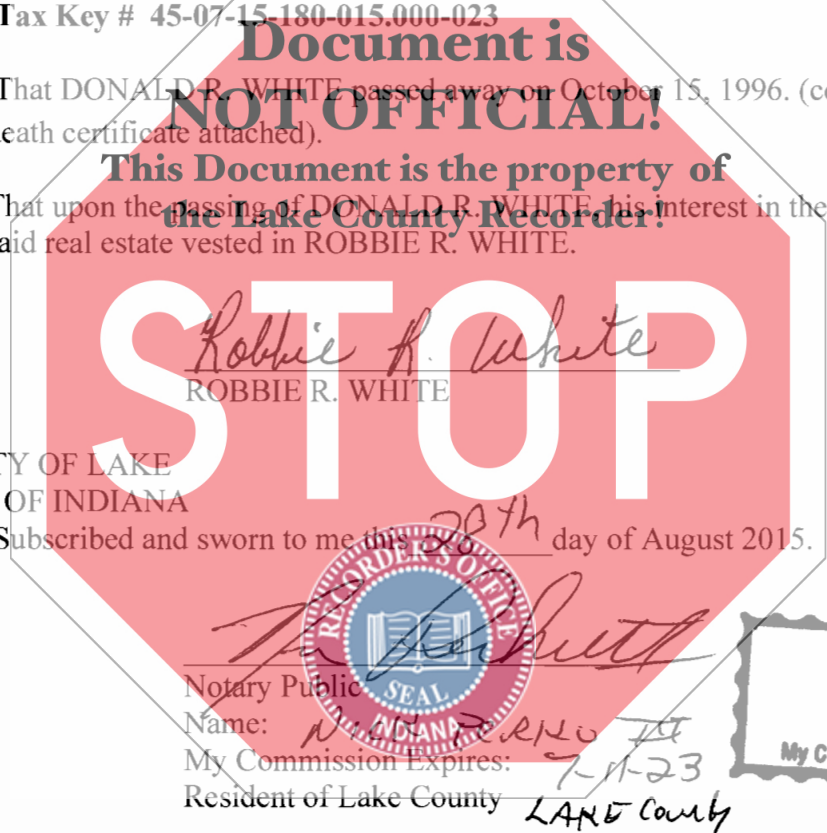 Tax Key # 45-07-15-180-015.000-023
Document is
That DONALD R. WHITE passed away on October 15, 1996. (co
NOT OFFICIAL!
eath certificate attached).
This Document is the property of
hat upon the passing of DONALD R. WHITE, his interest in the
the Lake County Recorder!
aid real estate vested in ROBBIE R. WHITE.
STOP
Robbie R. White
ROBBIE R. WHITE
TY OF LAKE
OF INDIANA
Subscribed and sworn to me this 28th day of August 2015.
RECORDER'S OFFICE
SEAL
INDIANA
Notary Public
Name: NICK PERKO III
My Commission Expires: 7-11-23
My C
Resident of Lake County LAKE County